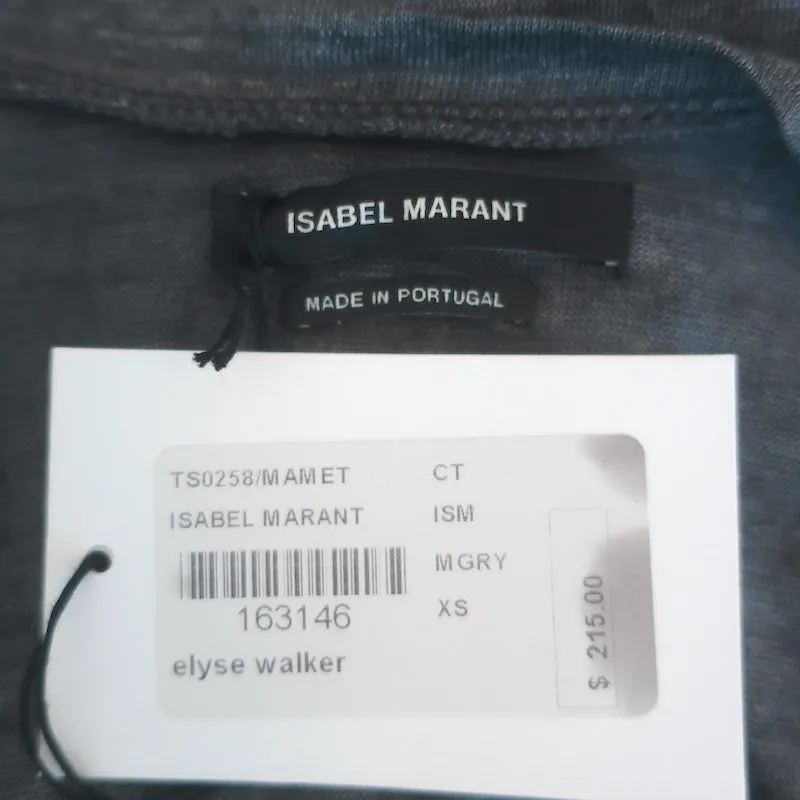 ISABEL MARANT
MADE IN PORTUGAL
TS0258/MAMET CT
ISABEL MARANT ISM
MGRY
163146 XS
elyse walker
$ 215.00